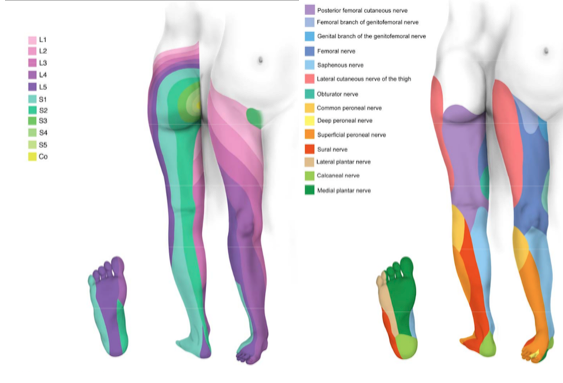 L1
L2
L3
L4
L5
S1
S2
S3
S4
S5
Co
Posterior femoral cutaneous nerve
Femoral branch of genitofemoral nerve
Genital branch of the genitofemoral nerve
Femoral nerve
Saphenous nerve
Lateral cutaneous nerve of the thigh
Obturator nerve
Common peroneal nerve
Deep peroneal nerve
Superficial peroneal nerve
Sural nerve
Lateral plantar nerve
Calcaneal nerve
Medial plantar nerve